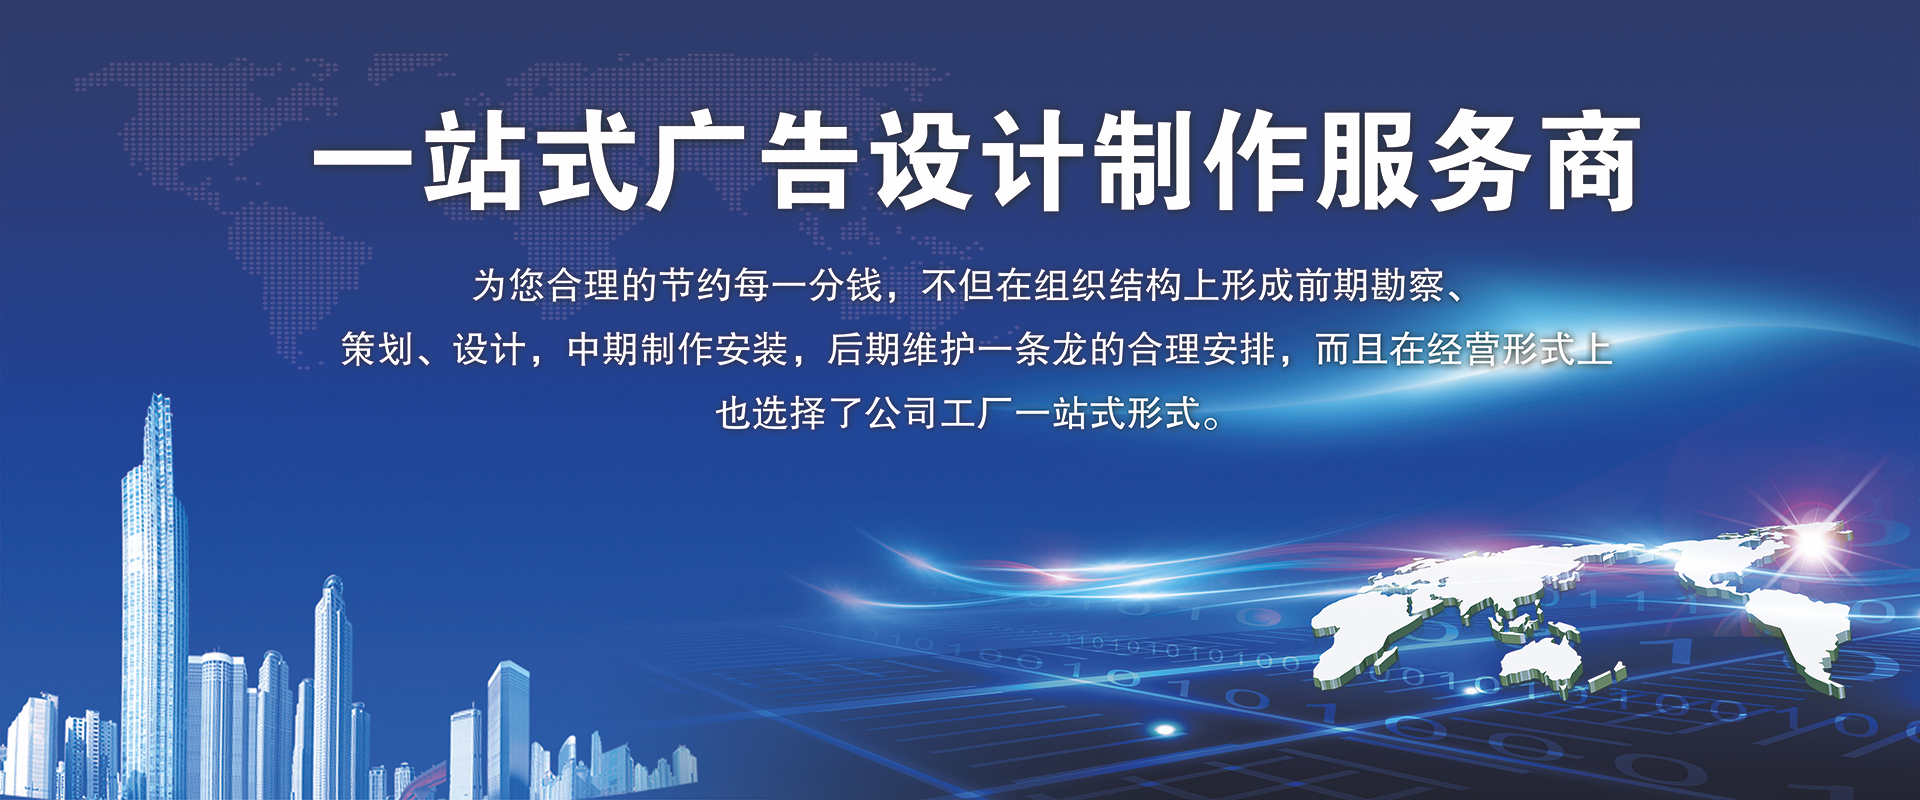 一站式广告设计制作服务商
为您合理的节约每一分钱，不但在组织结构上形成前期勘察、
策划、设计，中期制作安装，后期维护一条龙的合理安排，而且在经营形式上
也选择了公司工厂一站式形式。